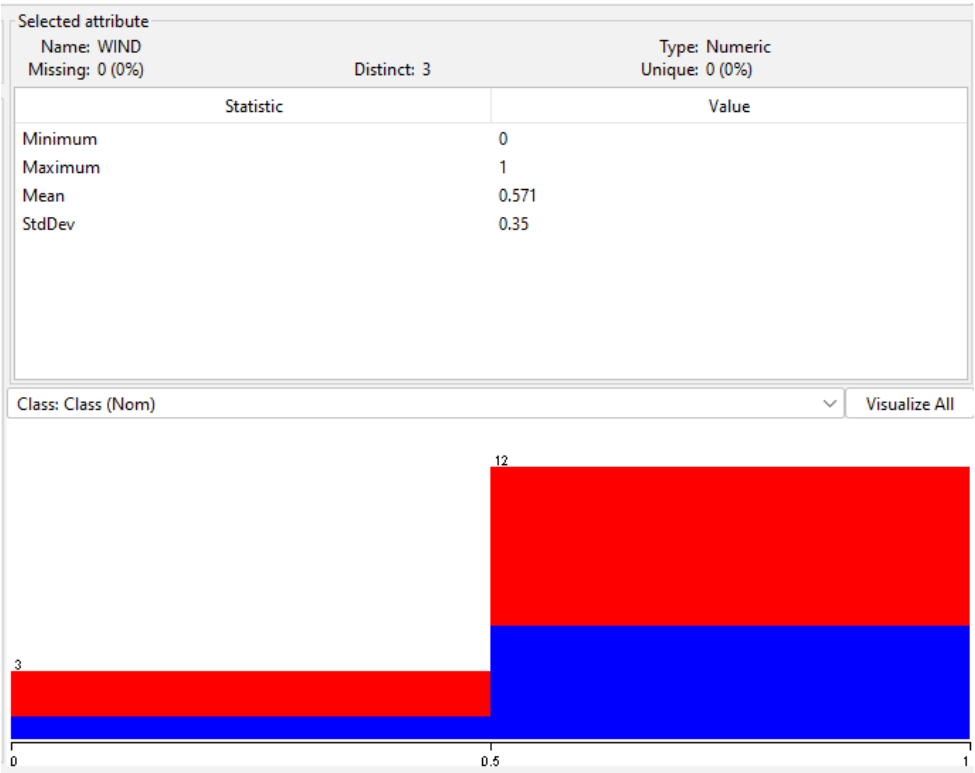 Selected attribute
Name: WIND Type: Numeric
Missing: 0 (0%) Distinct: 3 Unique: 0 (0%)
Statistic Value
Minimum 0
Maximum 1
Mean 0.571
StdDev 0.35
Class: Class (Nom) Visualize All
12
3
0 0.5 1